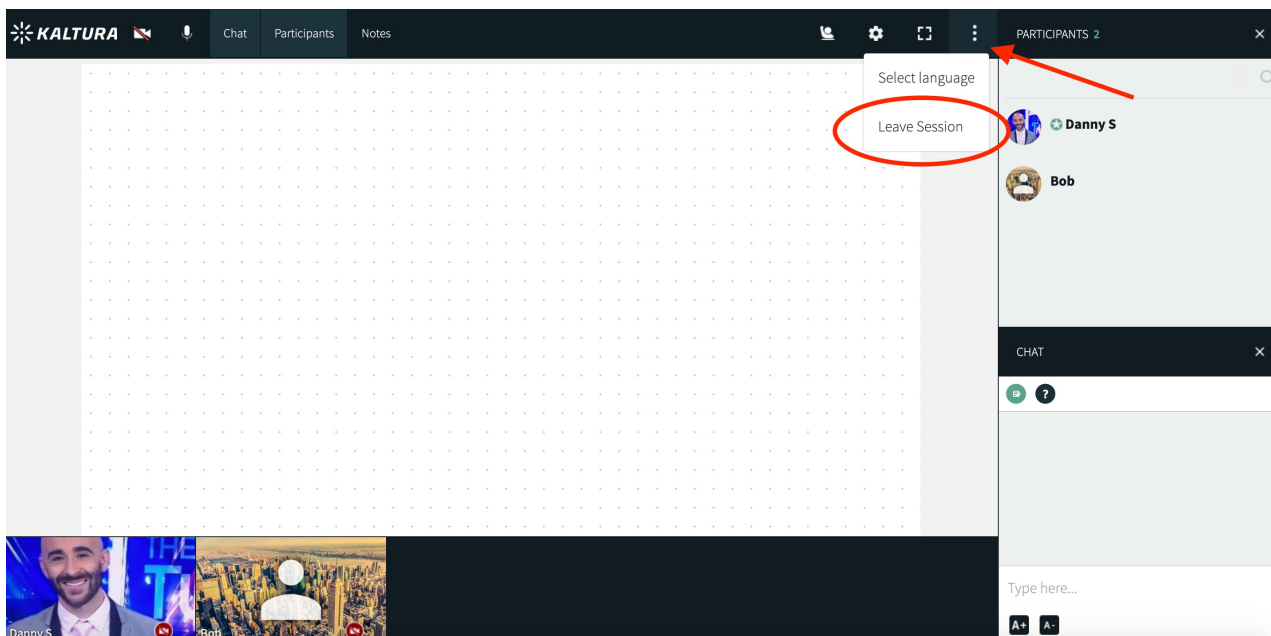 KALTURA
Chat
Participants
Notes
PARTICIPANTS 2
Select language
Leave Session
Danny S
Bob
CHAT
?
Type here...
A+ A-
Danny S
Bob